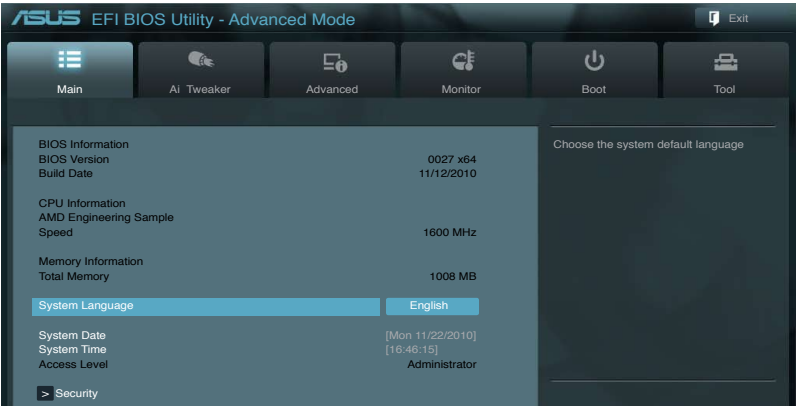 ASUS EFI BIOS Utility - Advanced Mode
Exit
Main Ai Tweaker Advanced Monitor Boot Tool
BIOS Information
BIOS Version 0027 x64
Build Date 11/12/2010
CPU Information
AMD Engineering Sample
Speed 1600 MHz
Memory Information
Total Memory 1008 MB
System Language English
System Date [Mon 11/22/2010]
System Time [16:46:15]
Access Level Administrator
> Security
Choose the system default language